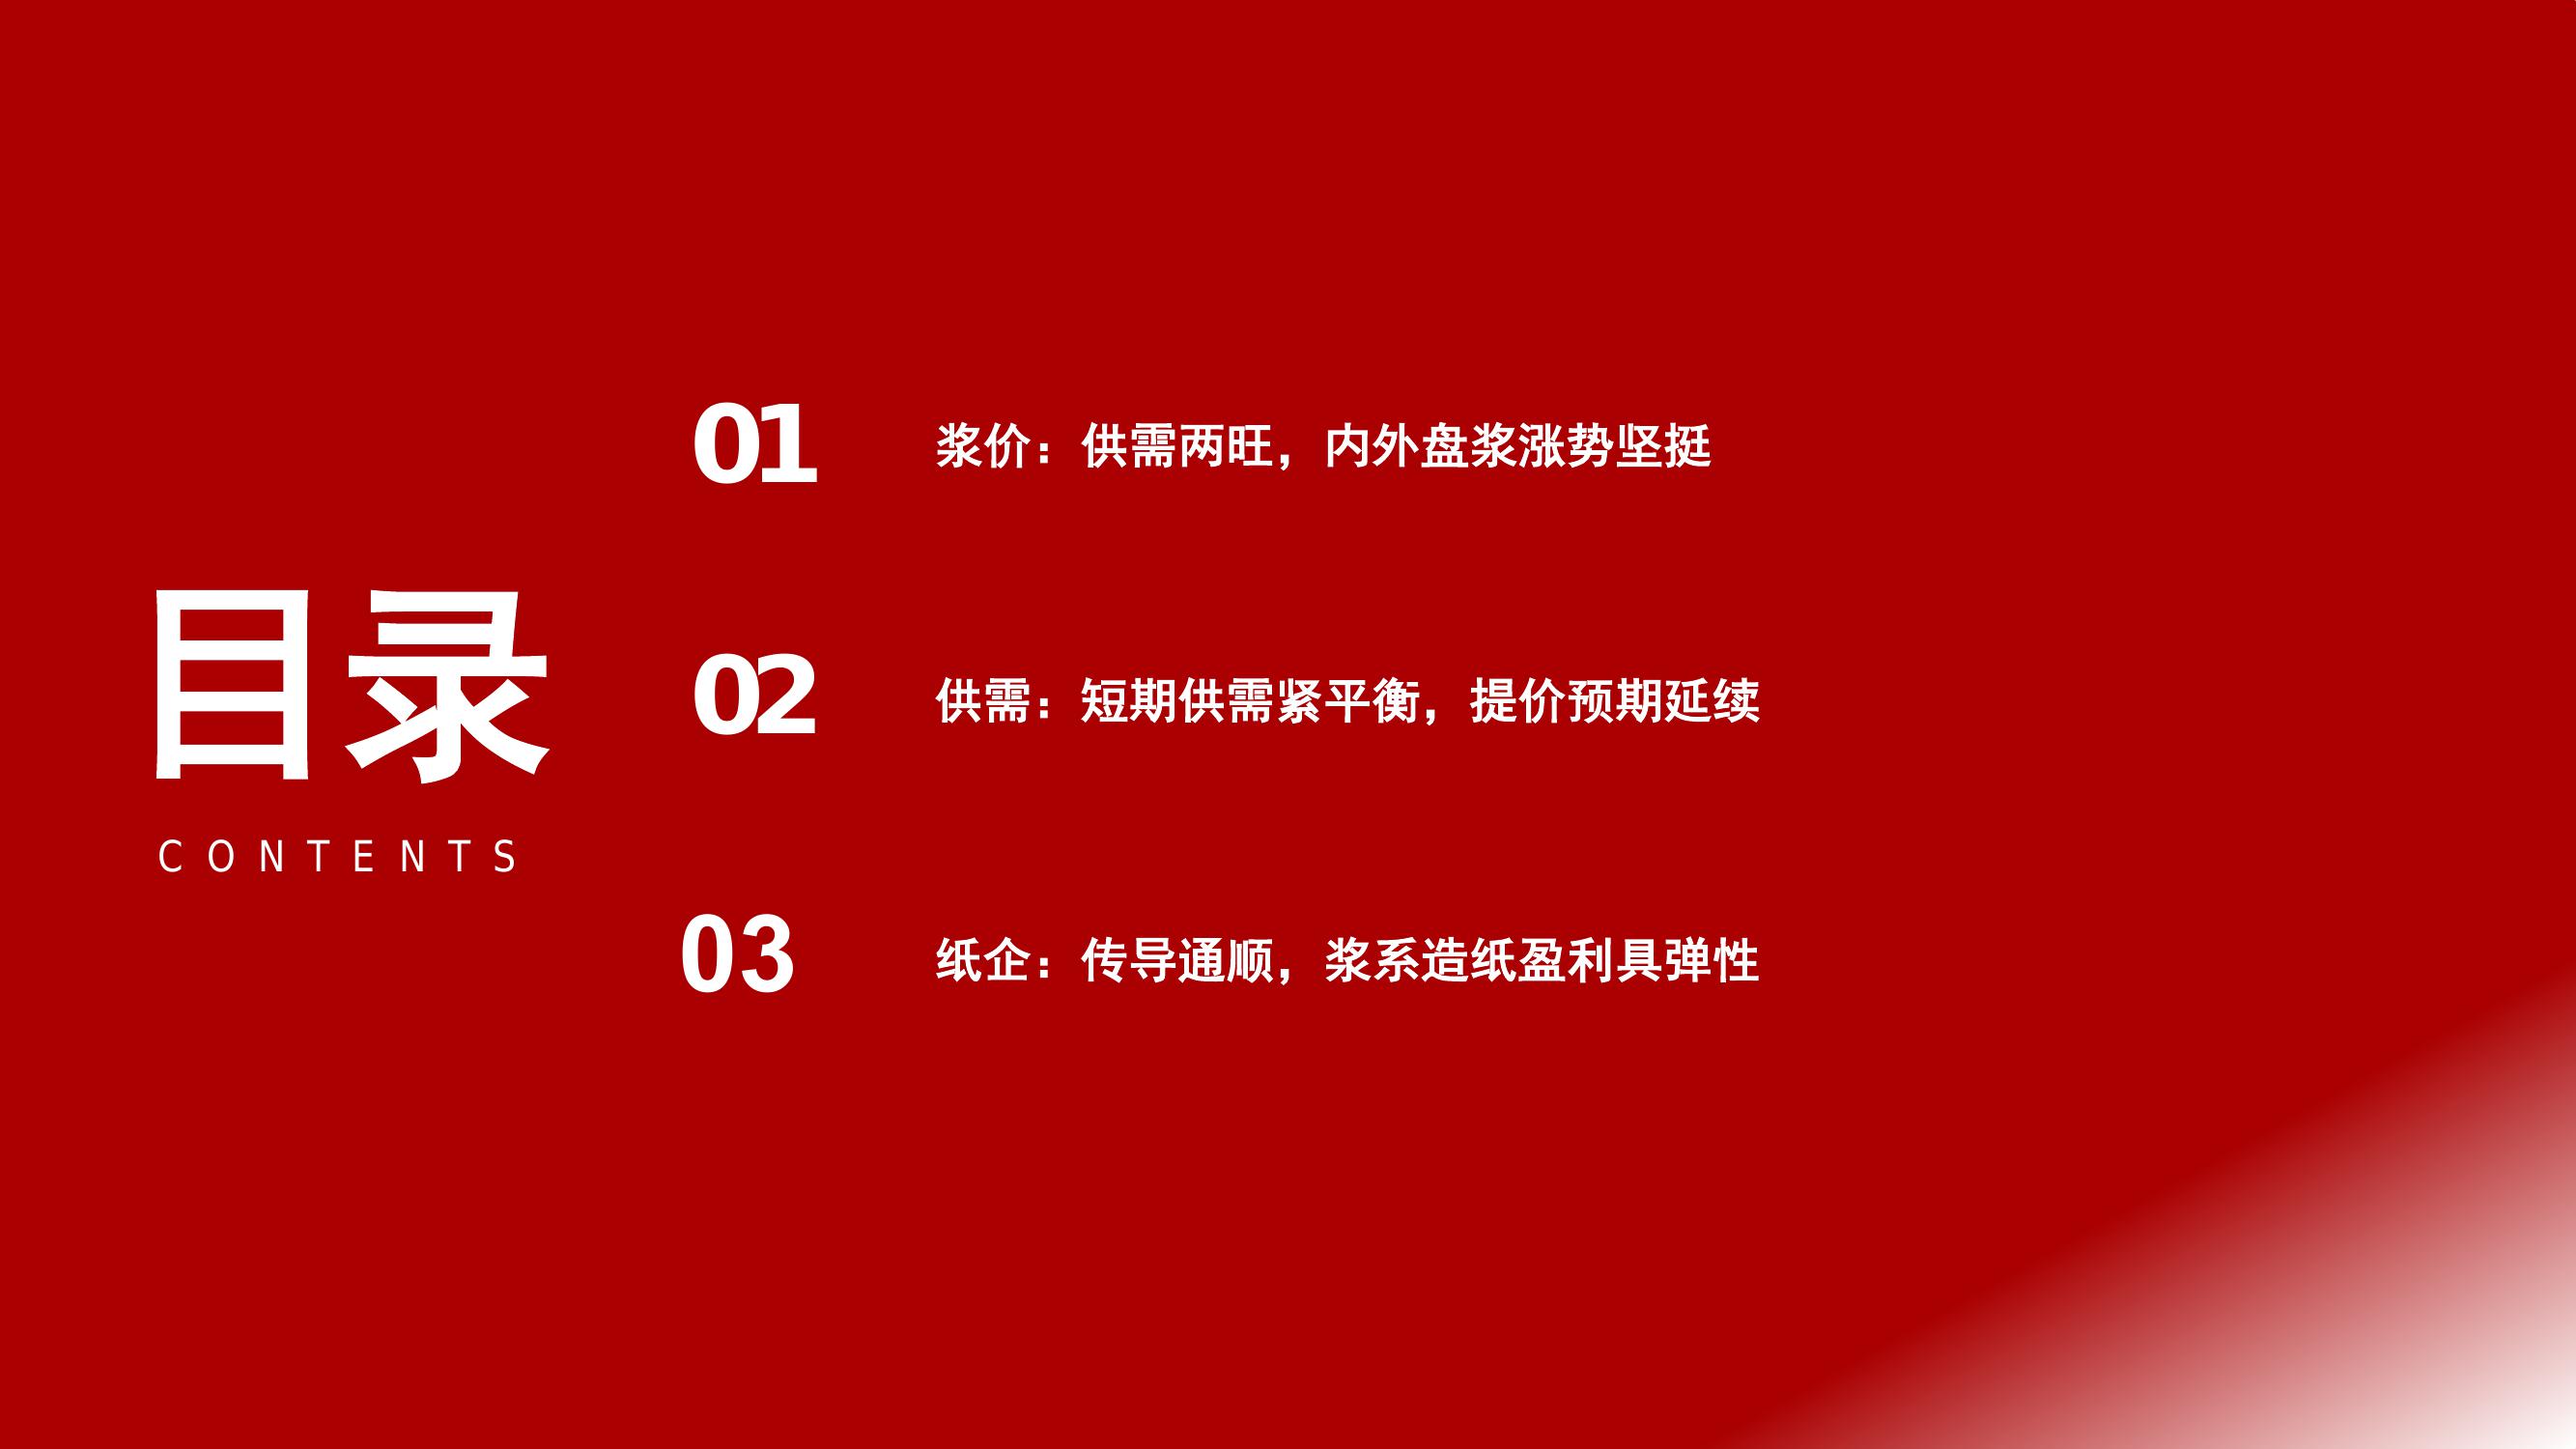 目录
CONTENTS
01 浆价：供需两旺，内外盘浆涨势坚挺
02 供需：短期供需紧平衡，提价预期延续
03 纸企：传导通顺，浆系造纸盈利具弹性